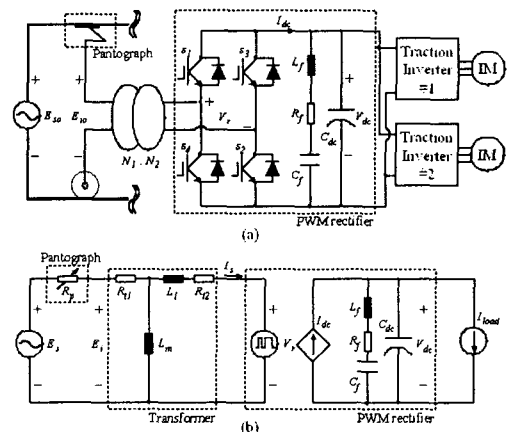 Pantograph
E_so
E_to
N_1 : N_2
s_1
s_3
s_4
s_2
V_r
I_dc
L_f
R_f
C_f
C_dc
V_dc
Traction
Inverter
#1
IM
Traction
Inverter
#2
IM
PWM rectifier
(a)
Pantograph
R_p
E_s
E_t
R_t1
L_l
R_t2
L_m
I_s
Transformer
V_r
I_dc
L_f
R_f
C_f
C_dc
V_dc
I_load
PWM rectifier
(b)